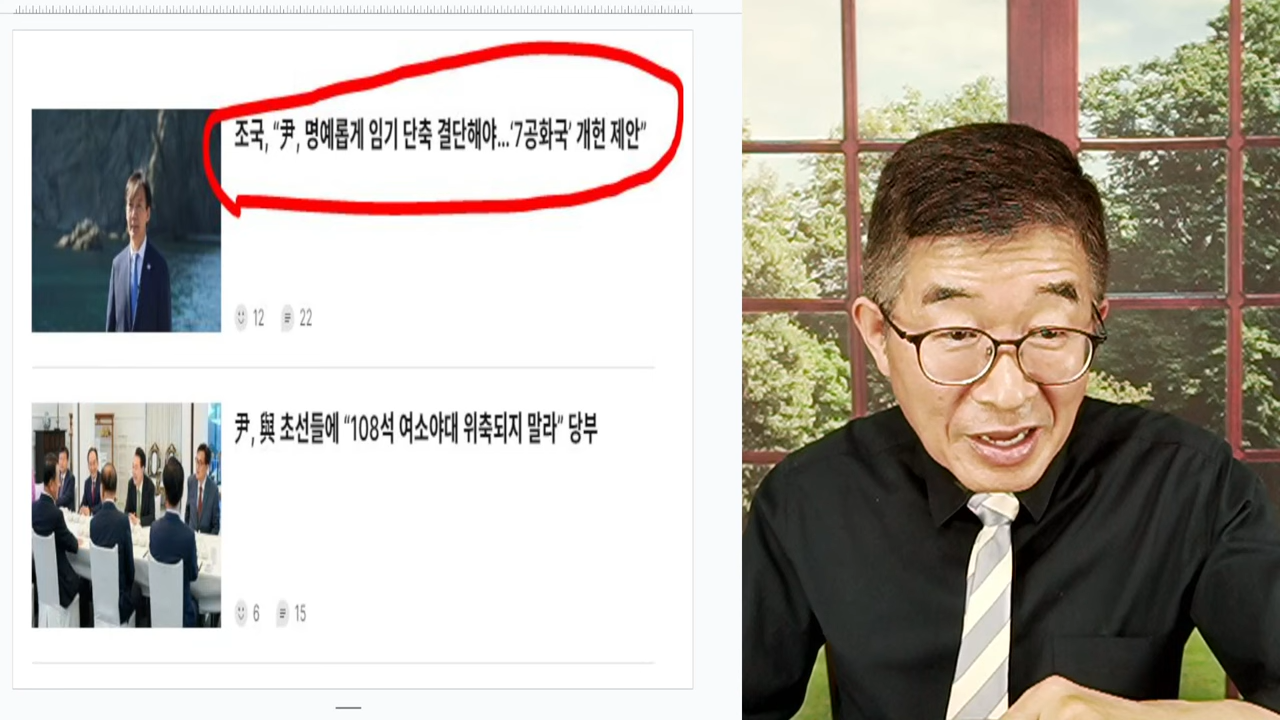 조국, “尹, 명예롭게 임기 단축 결단해야...‘7공화국’ 개헌 제안”
12 22
尹, 與 초선들에 “108석 여소야대 위축되지 말라” 당부
6 15